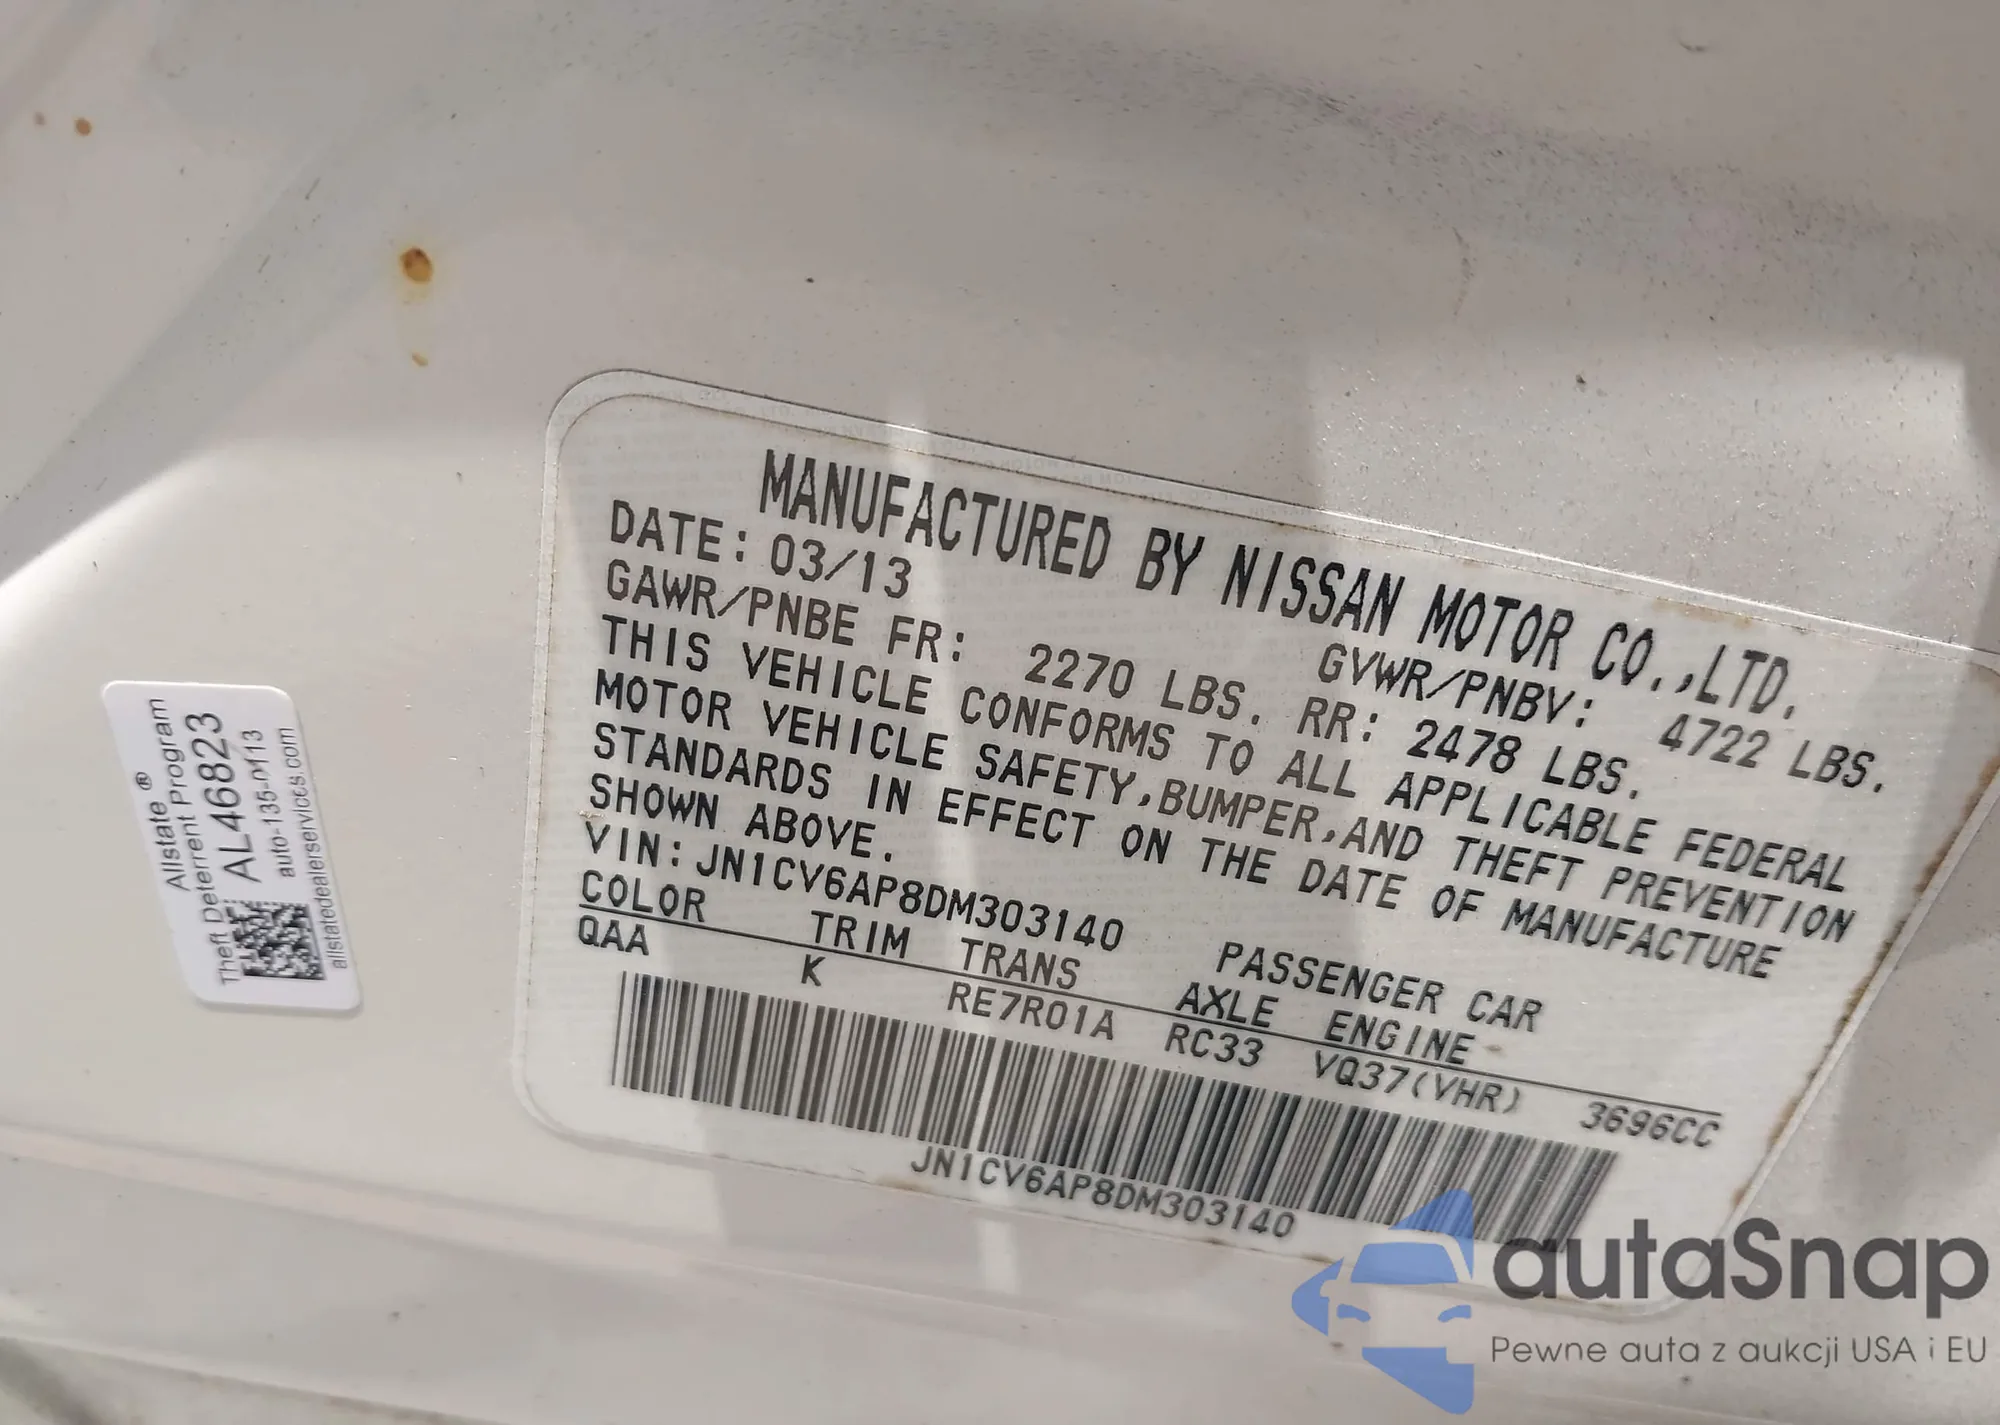 MANUFACTURED BY NISSAN MOTOR CO.,LTD.
DATE: 03/13
GVWR/PNBV: 4722 LBS.
GAWR/PNBE FR: 2270 LBS. RR: 2478 LBS.
THIS VEHICLE CONFORMS TO ALL APPLICABLE FEDERAL
MOTOR VEHICLE SAFETY,BUMPER,AND THEFT PREVENTION
STANDARDS IN EFFECT ON THE DATE OF MANUFACTURE
SHOWN ABOVE.
VIN:JN1CV6AP8DM303140 PASSENGER CAR
COLOR TRIM TRANS AXLE ENGINE
QAA K RE7R01A RC33 VQ37(VHR) 3696CC
JN1CV6AP8DM303140
Allstate ®
Theft Deterrent Program
AL46823
auto-135-0113
allstatedealerservices.com
autaSnap
Pewne auta z aukcji USA i EU